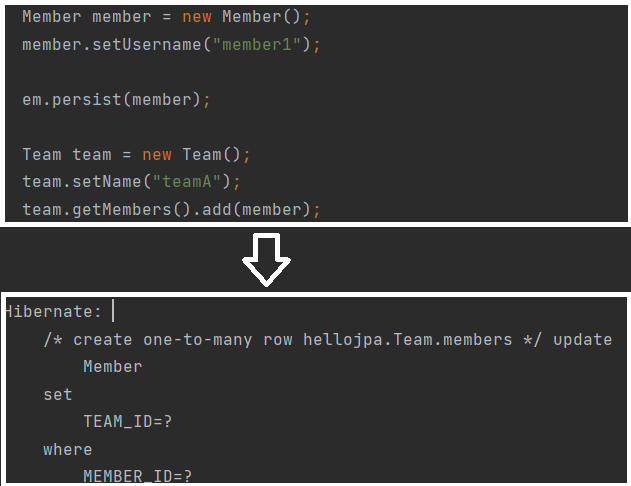 Member member = new Member();
member.setUsername("member1");
em.persist(member);
Team team = new Team();
team.setName("teamA");
team.getMembers().add(member);
Hibernate:
/* create one-to-many row hellojpa.Team.members */ update
Member
set
TEAM_ID=?
where
MEMBER_ID=?